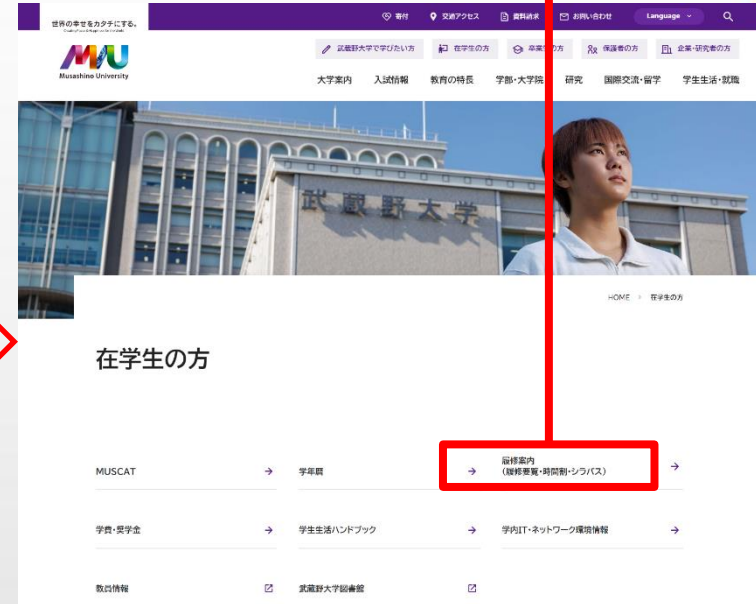 世界の幸せをカタチにする。
Creating Peace & Happiness for the World
寄付
交通アクセス
資料請求
お問い合わせ
Language
Musashino University
武蔵野大学で学びたい方
在学生の方
卒業生の方
保護者の方
企業・研究者の方
大学案内
入試情報
教育の特長
学部・大学院
研究
国際交流・留学
学生生活・就職
武蔵野大学
HOME
在学生の方
在学生の方
MUSCAT
学年暦
履修案内
(履修要覧・時間割・シラバス)
学費・奨学金
学生生活ハンドブック
学内IT・ネットワーク環境情報
教員情報
武蔵野大学図書館